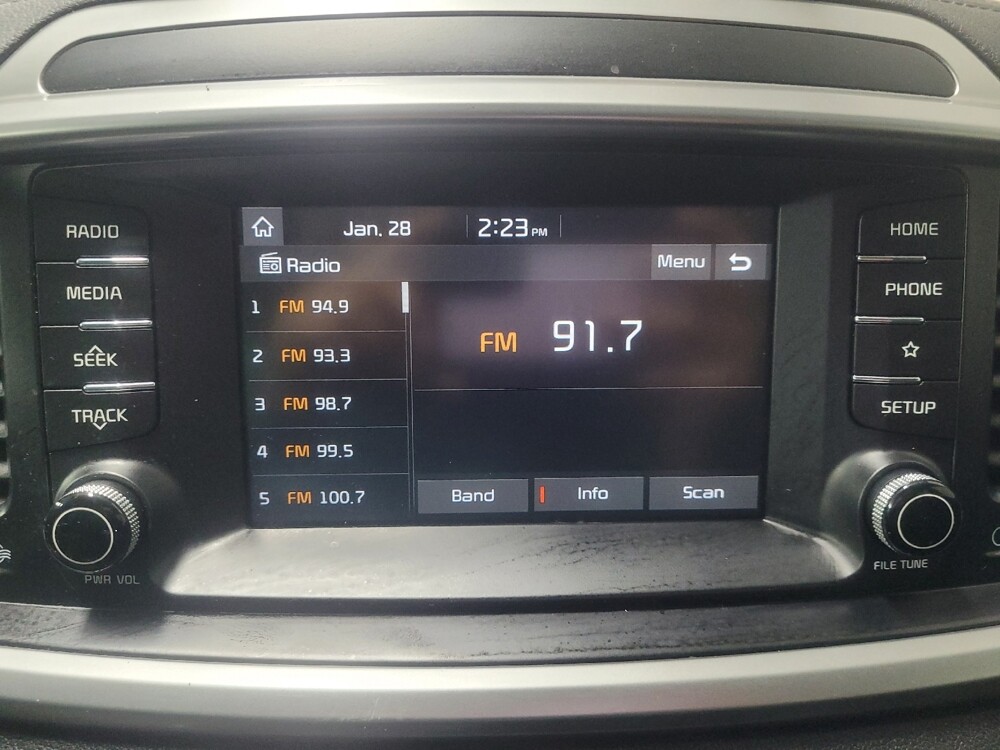 RADIO
MEDIA
SEEK
TRACK
PWR VOL
Jan. 28 2:23 PM
Radio Menu
1 FM 94.9
2 FM 93.3
3 FM 98.7
4 FM 99.5
5 FM 100.7
FM 91.7
Band Info Scan
HOME
PHONE
SETUP
FILE TUNE